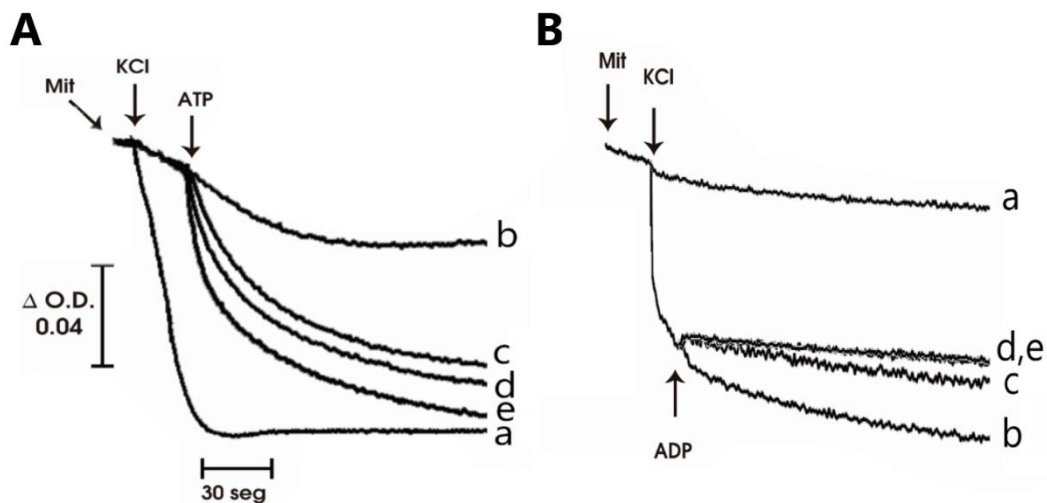 A
Mit
KCl
ATP
b
Δ O.D.
0.04
c
d
e
a
30 seg
B
Mit
KCl
a
d,e
c
b
ADP